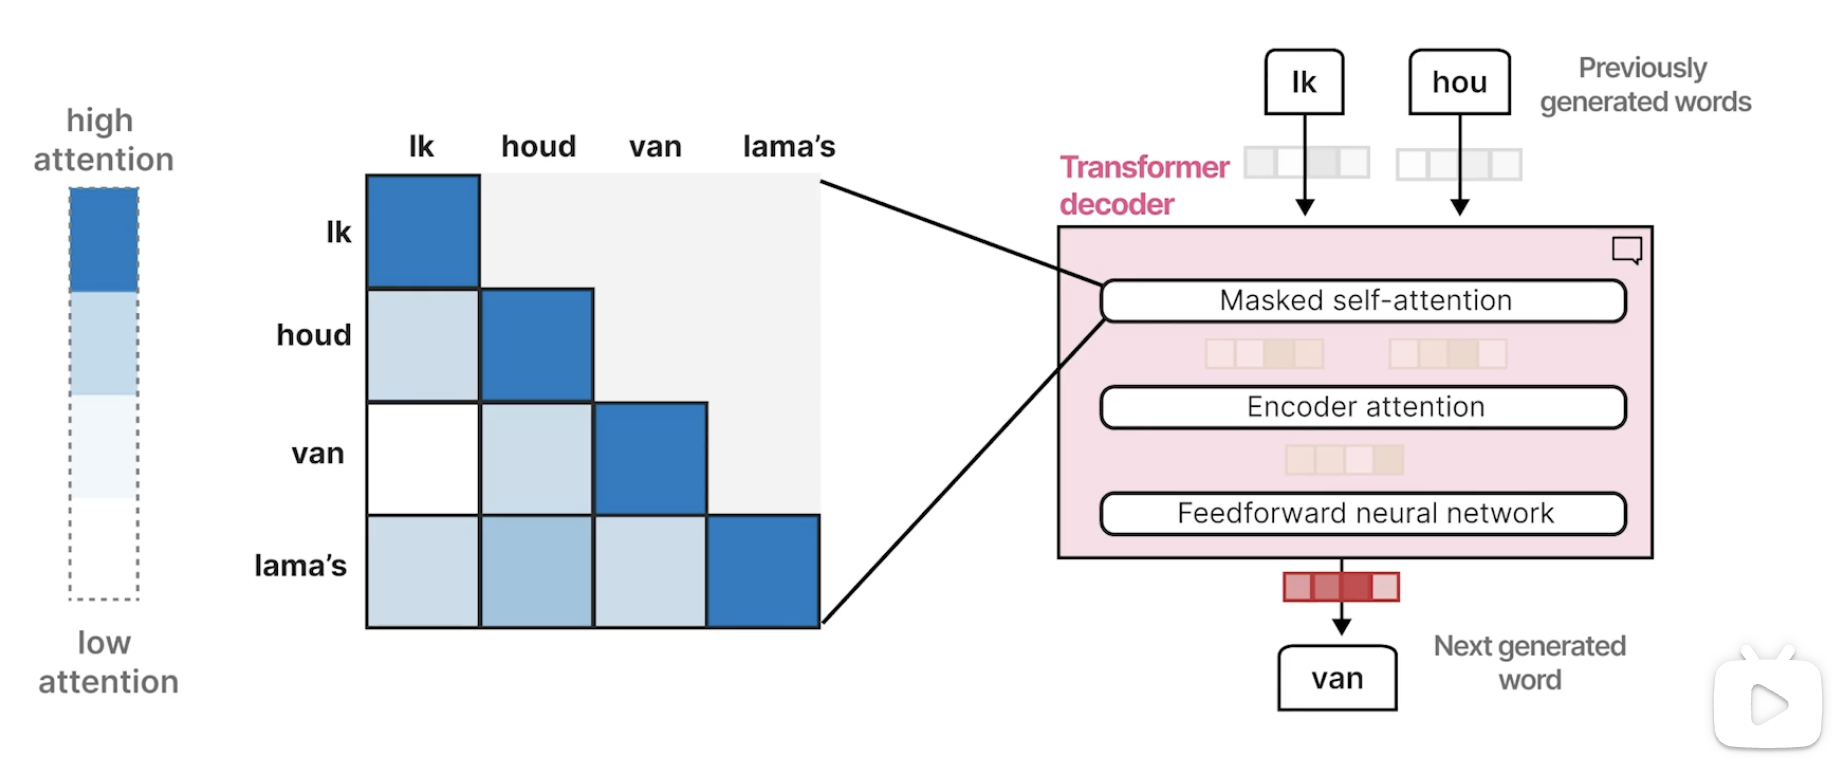 high
attention
low
attention
Ik
houd
van
lama's
Ik
houd
van
lama's
Transformer
decoder
Ik
hou
Previously
generated words
Masked self-attention
Encoder attention
Feedforward neural network
van
Next generated
word